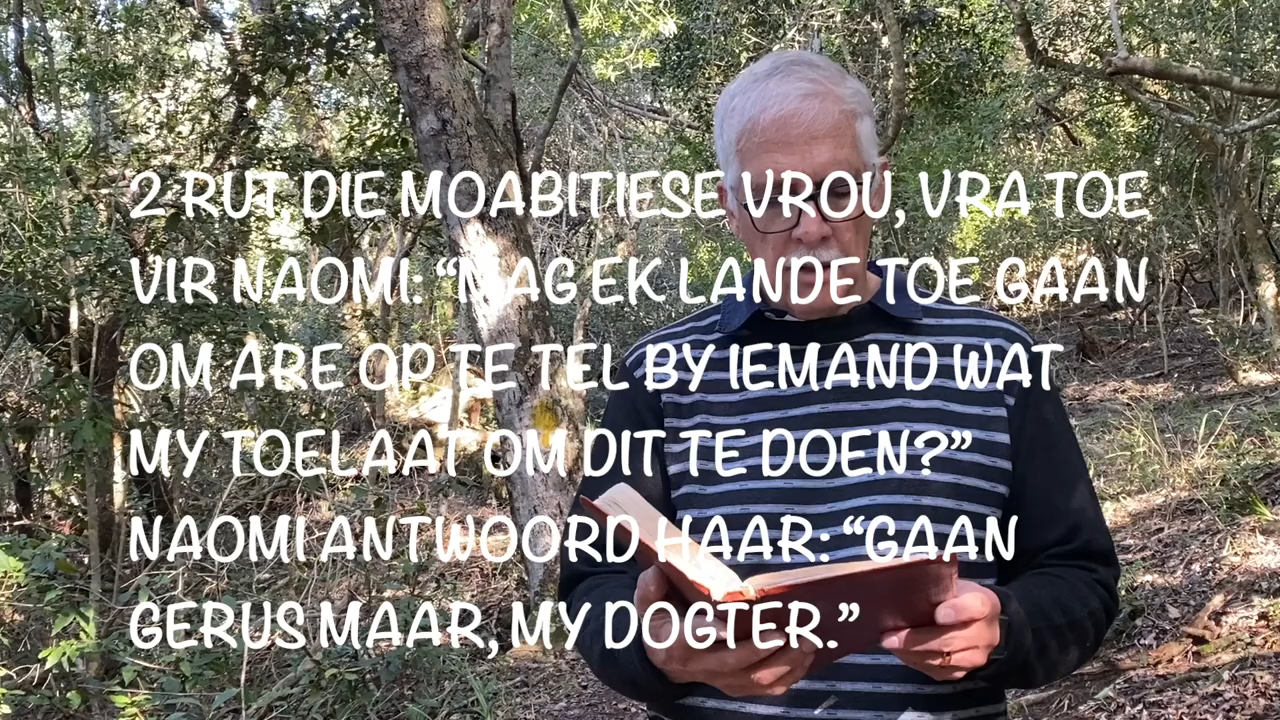 2 RUT, DIE MOABITIESE VROU, VRA TOE
VIR NAOMI: “MAG EK LANDE TOE GAAN
OM ARE OP TE TEL BY IEMAND WAT
MY TOELAAT OM DIT TE DOEN?”
NAOMI ANTWOORD HAAR: “GAAN
GERUS MAAR, MY DOGTER.”